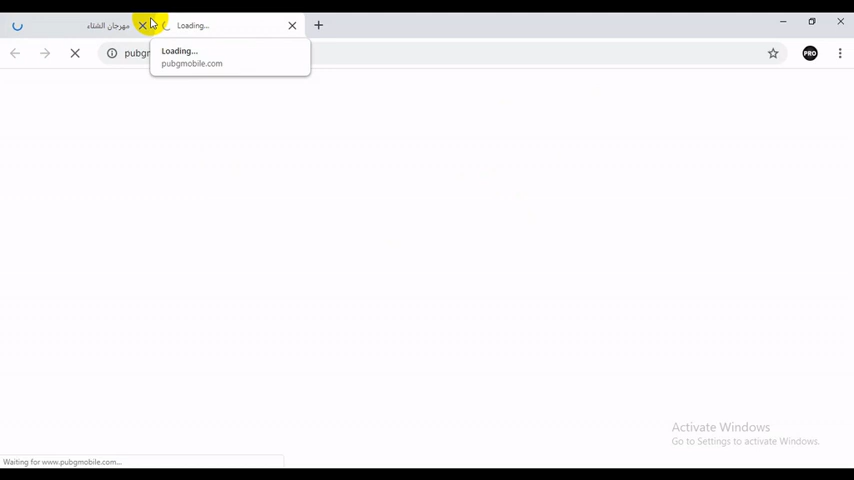 مهرجان الشتاء
Loading...
Loading...
pubgmobile.com
PRO
Activate Windows
Go to Settings to activate Windows.
Waiting for www.pubgmobile.com...